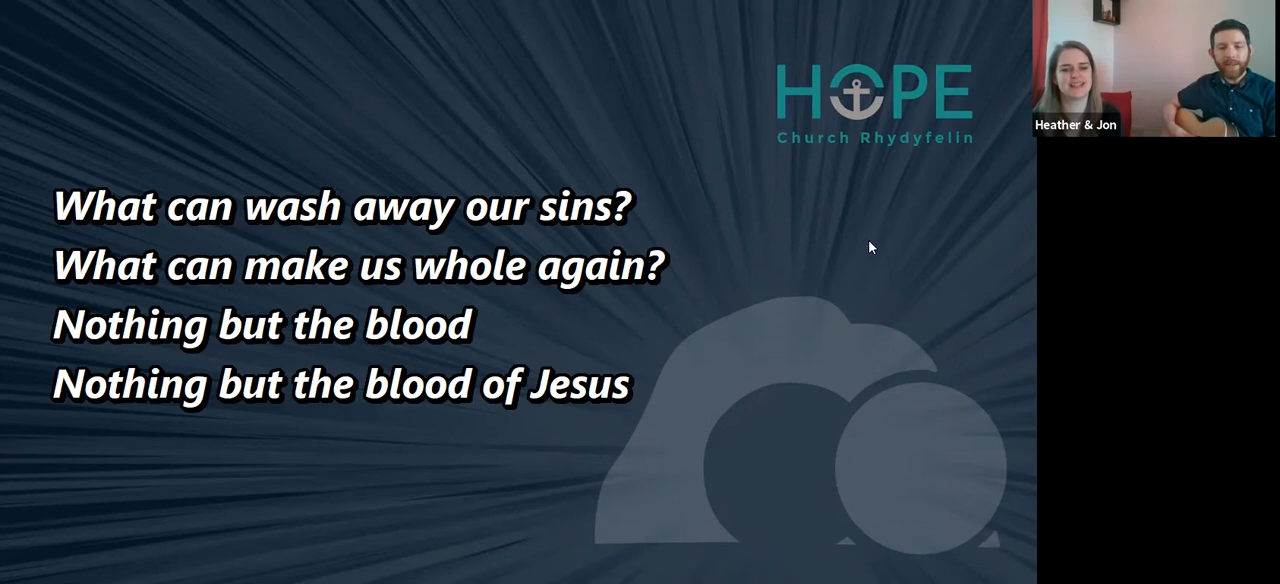 HOPE
Church Rhydyfelin
Heather & Jon
What can wash away our sins?
What can make us whole again?
Nothing but the blood
Nothing but the blood of Jesus